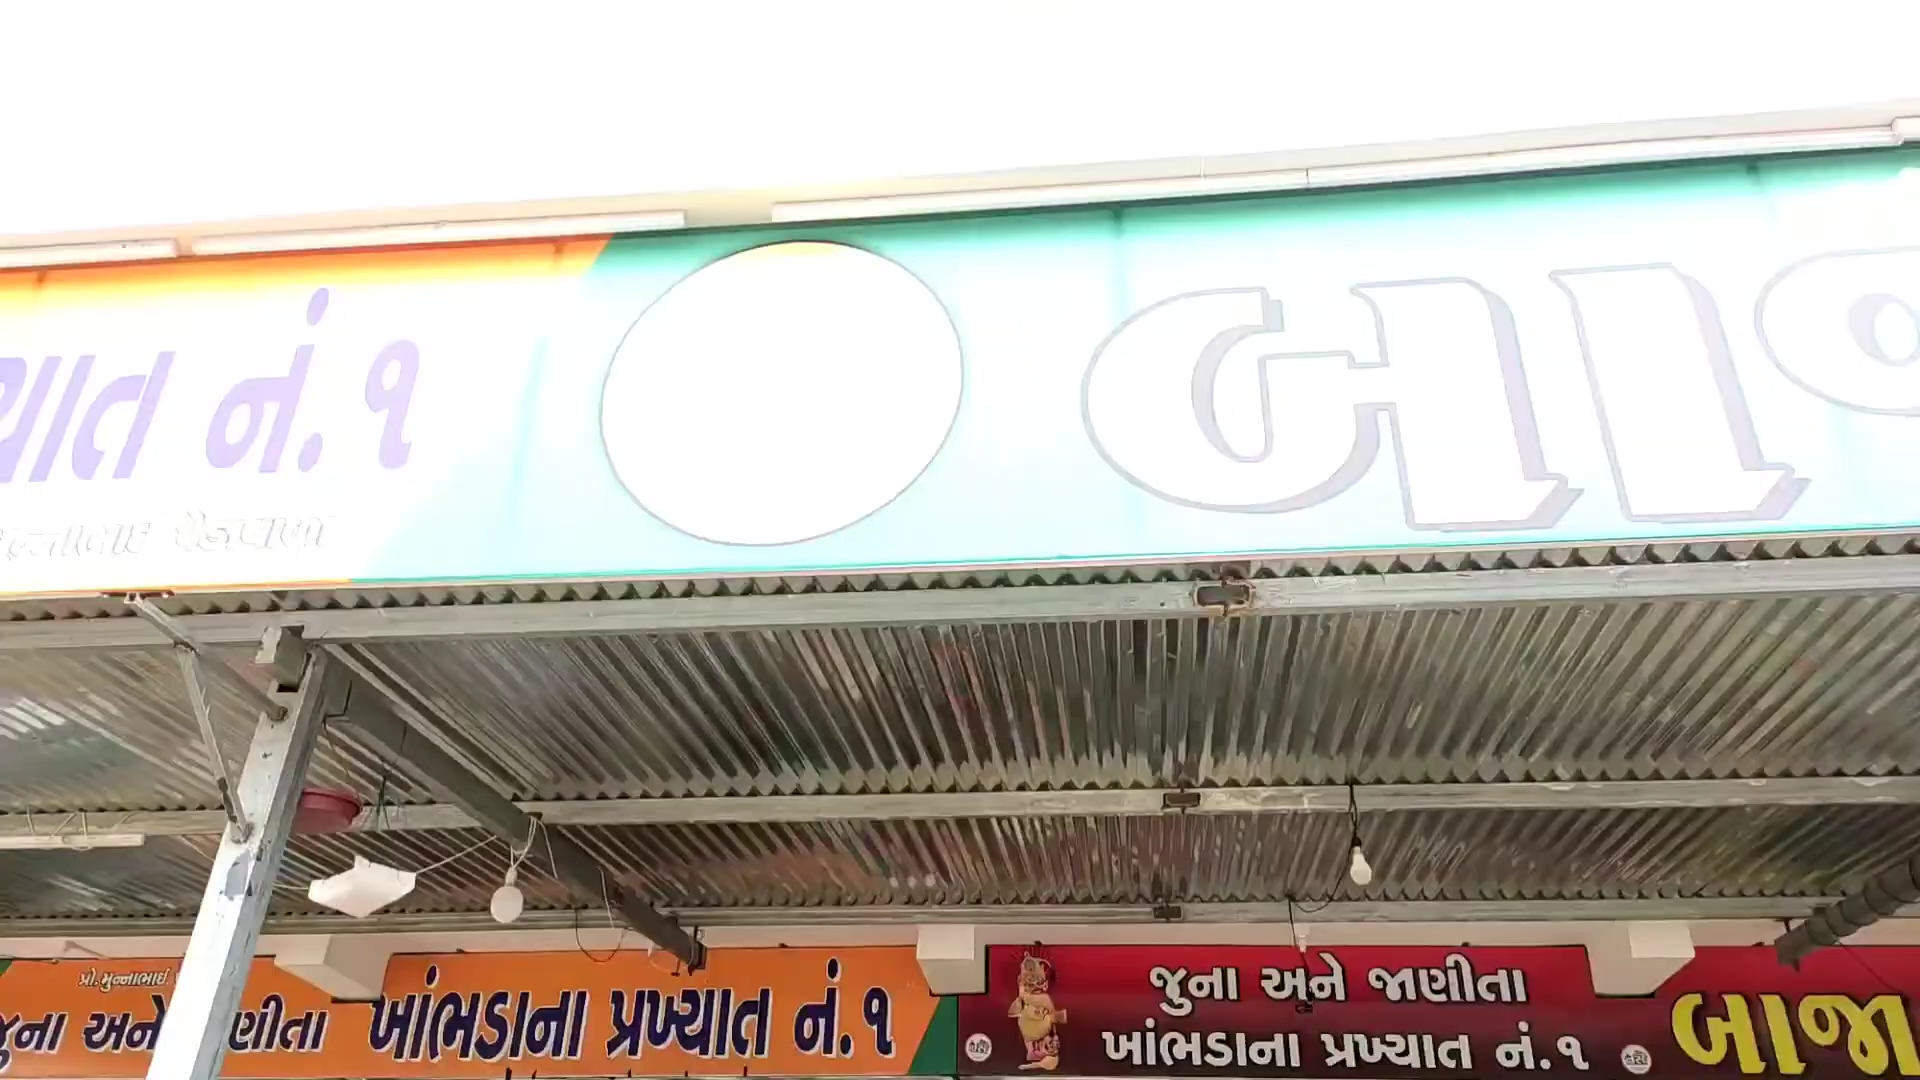 નં. ૧
બા
પ્રો. મુન્નાભાઈ
જુના અને જાણીતા
ખાંભડાના પ્રખ્યાત નં. ૧
જુના અને જાણીતા
ખાંભડાના પ્રખ્યાત નં. ૧
બાજા